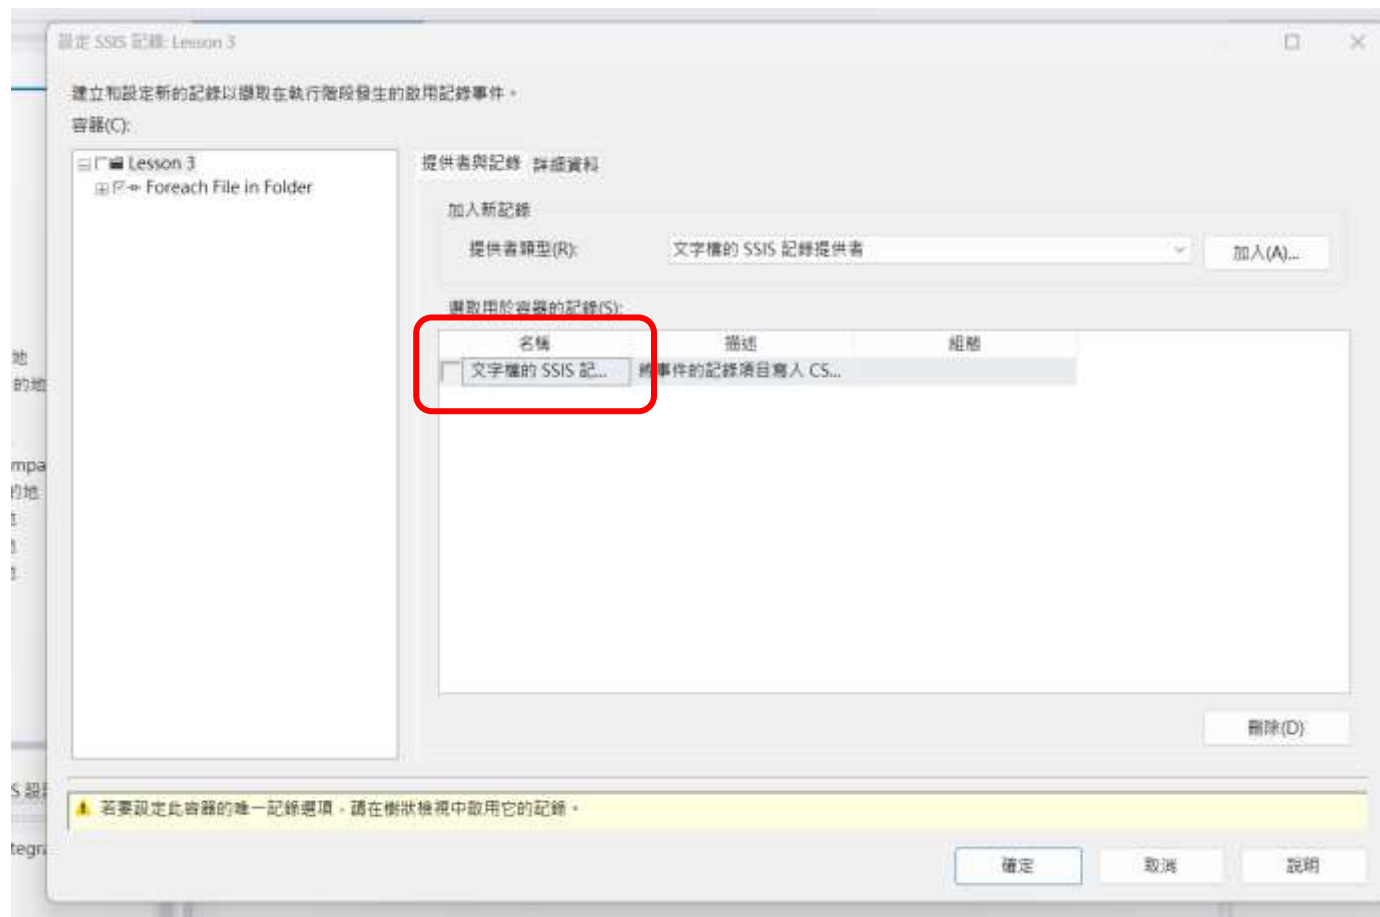 設定 SSIS 記錄: Lesson 3
建立和設定新的記錄以擷取在執行階段發生的啟用記錄事件。
容器(C):
Lesson 3
Foreach File in Folder
提供者與記錄 詳細資料
加入新記錄
提供者類型(R):
文字檔的 SSIS 記錄提供者
加入(A)...
選取用於容器的記錄(S):
名稱 描述 組態
文字檔的 SSIS 記... 將事件的記錄項目寫入 CS...
刪除(D)
若要設定此容器的唯一記錄選項，請在樹狀檢視中啟用它的記錄。
確定 取消 說明
地
的地
mpa
的地
tegr